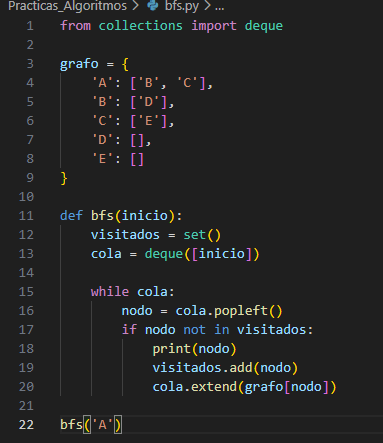 Practicas_Algoritmos > bfs.py > ...
1 from collections import deque
2
3 grafo = {
4     'A': ['B', 'C'],
5     'B': ['D'],
6     'C': ['E'],
7     'D': [],
8     'E': []
9 }
10
11 def bfs(inicio):
12     visitados = set()
13     cola = deque([inicio])
14
15     while cola:
16         nodo = cola.popleft()
17         if nodo not in visitados:
18             print(nodo)
19             visitados.add(nodo)
20             cola.extend(grafo[nodo])
21
22 bfs('A')